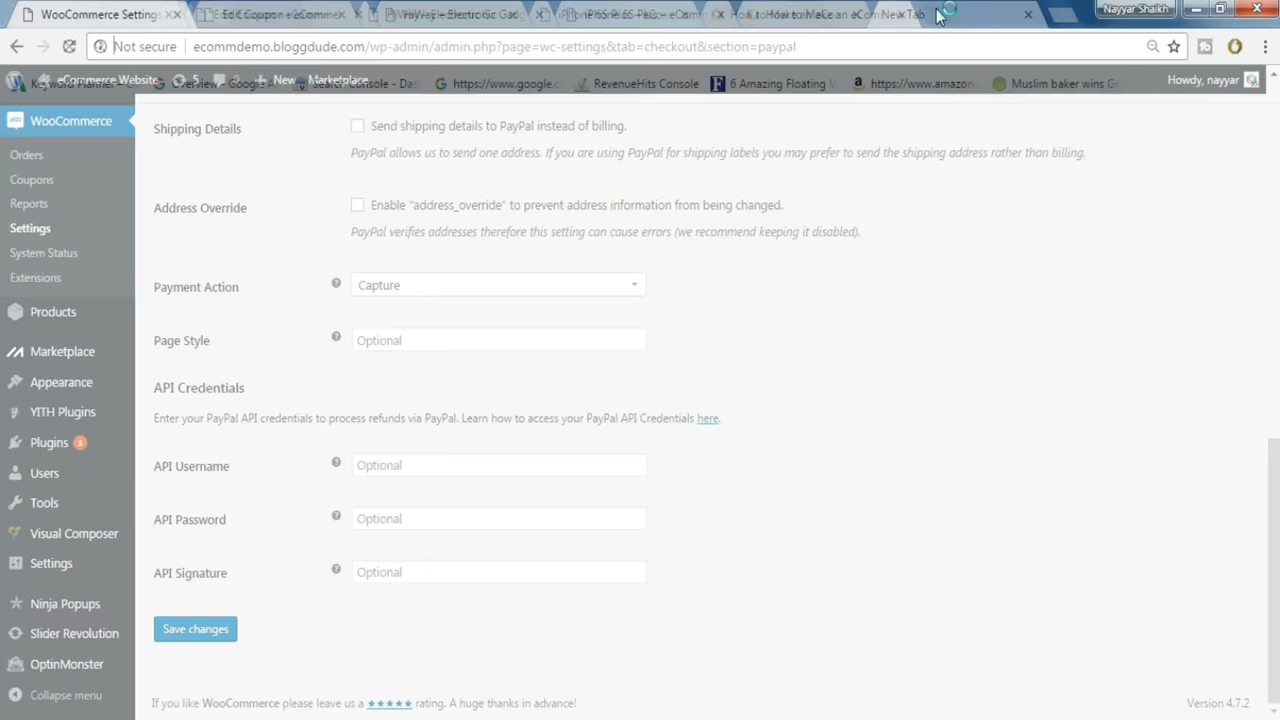 WooCommerce Settings
Edit Coupon
New Tab
Nayyar Shaikh
Not secure
ecommdemo.bloggdude.com/wp-admin/admin.php?page=wc-settings&tab=checkout&section=paypal
eCommerce Website
5
New
Marketplace
https://www.google.c
RevenueHits Console
6 Amazing Floating
https://www.amazon
Muslim baker wins
Howdy, nayyar
WooCommerce
Orders
Coupons
Reports
Settings
System Status
Extensions
Products
Marketplace
Appearance
YITH Plugins
Plugins 3
Users
Tools
Visual Composer
Settings
Ninja Popups
Slider Revolution
OptinMonster
Collapse menu
Shipping Details
Send shipping details to PayPal instead of billing.
PayPal allows us to send one address. If you are using PayPal for shipping labels you may prefer to send the shipping address rather than billing.
Address Override
Enable "address_override" to prevent address information from being changed.
PayPal verifies addresses therefore this setting can cause errors (we recommend keeping it disabled).
Payment Action
Capture
Page Style
Optional
API Credentials
Enter your PayPal API credentials to process refunds via PayPal. Learn how to access your PayPal API Credentials here.
API Username
Optional
API Password
Optional
API Signature
Optional
Save changes
If you like WooCommerce please leave us a ★★★★★ rating. A huge thanks in advance!
Version 4.7.2